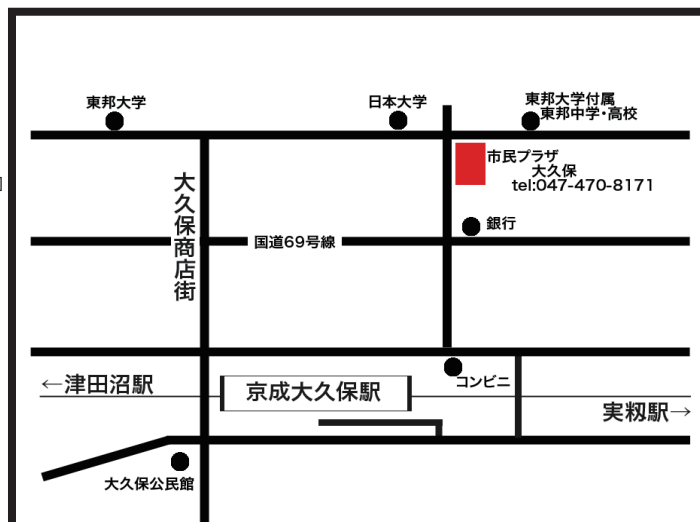 東邦大学
日本大学
東邦大学付属
東邦中学・高校
市民プラザ
大久保
tel:047-470-8171
大久保商店街
銀行
国道69号線
コンビニ
←津田沼駅
京成大久保駅
実籾駅→
大久保公民館